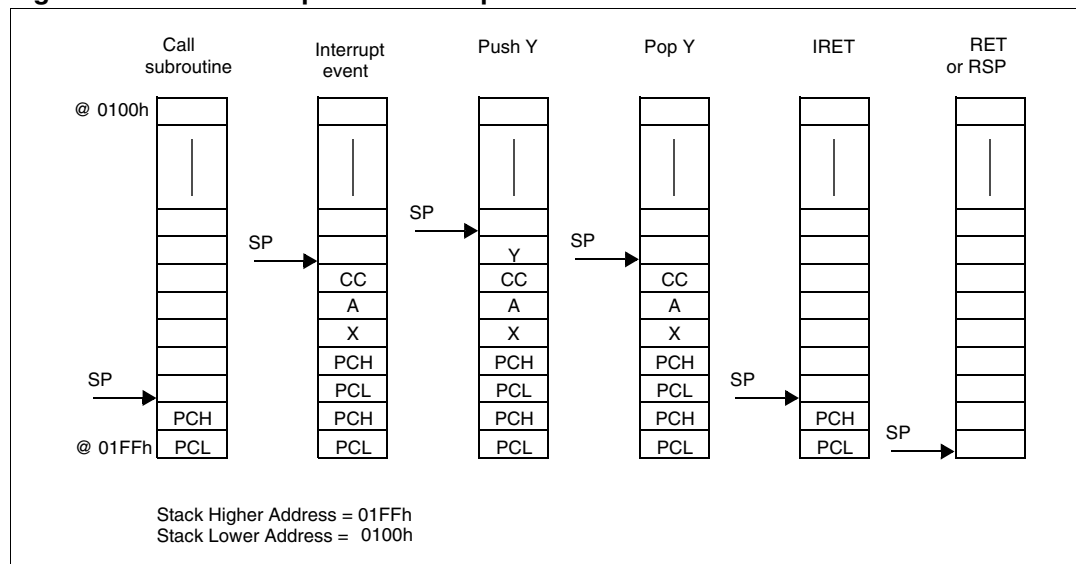 Call subroutine
Interrupt event
Push Y
Pop Y
IRET
RET or RSP
@ 0100h
SP
PCH
@ 01FFh
PCL
SP
CC
A
X
PCH
PCL
PCH
PCL
SP
Y
CC
A
X
PCH
PCL
PCH
PCL
SP
CC
A
X
PCH
PCL
PCH
PCL
SP
PCH
PCL
SP
Stack Higher Address = 01FFh
Stack Lower Address = 0100h